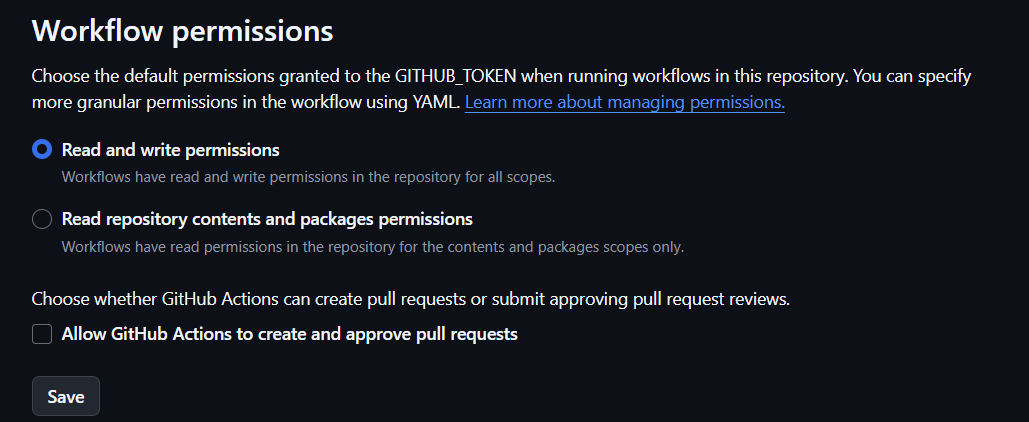 Workflow permissions
Choose the default permissions granted to the GITHUB_TOKEN when running workflows in this repository. You can specify
more granular permissions in the workflow using YAML. Learn more about managing permissions.
Read and write permissions
Workflows have read and write permissions in the repository for all scopes.
Read repository contents and packages permissions
Workflows have read permissions in the repository for the contents and packages scopes only.
Choose whether GitHub Actions can create pull requests or submit approving pull request reviews.
Allow GitHub Actions to create and approve pull requests
Save